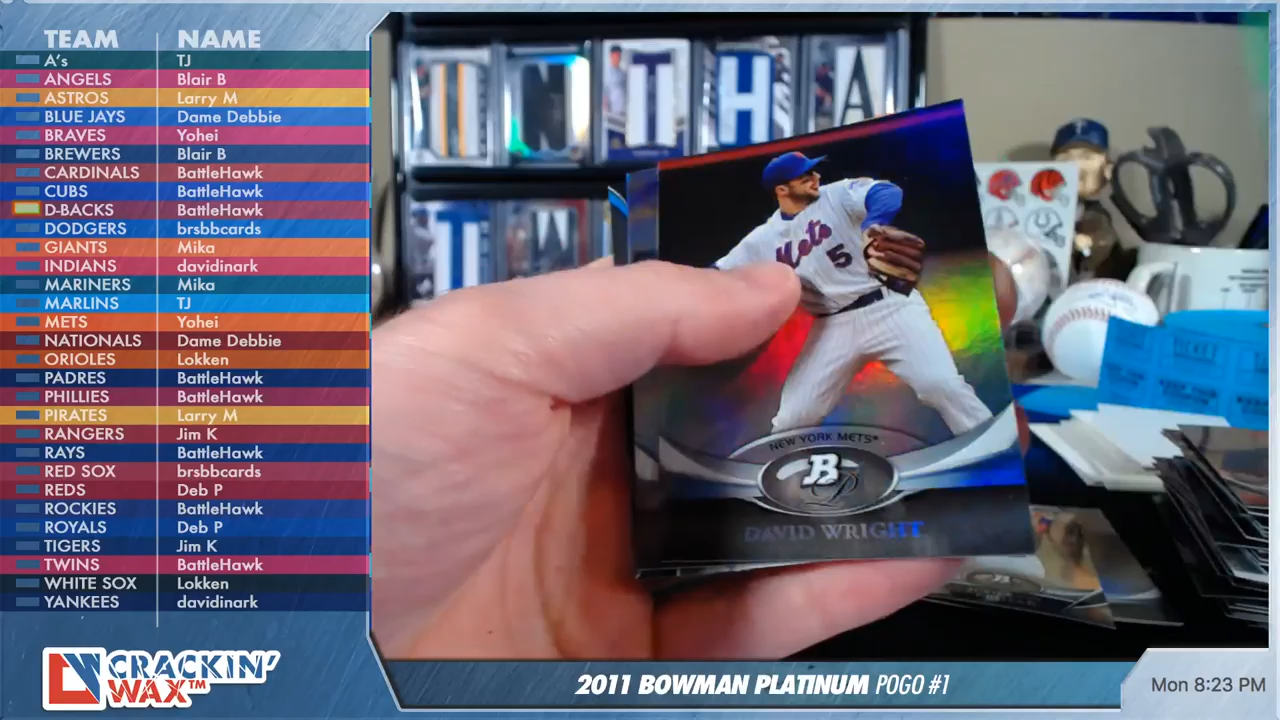 TEAM NAME
A's TJ
ANGELS Blair B
ASTROS Larry M
BLUE JAYS Dame Debbie
BRAVES Yohei
BREWERS Blair B
CARDINALS BattleHawk
CUBS BattleHawk
D-BACKS BattleHawk
DODGERS brsbbcards
GIANTS Mika
INDIANS davidinark
MARINERS Mika
MARLINS TJ
METS Yohei
NATIONALS Dame Debbie
ORIOLES Lokken
PADRES BattleHawk
PHILLIES BattleHawk
PIRATES Larry M
RANGERS Jim K
RAYS BattleHawk
RED SOX brsbbcards
REDS Deb P
ROCKIES BattleHawk
ROYALS Deb P
TIGERS Jim K
TWINS BattleHawk
WHITE SOX Lokken
YANKEES davidinark
CRACKIN'
WAX™
N T H A
T W
Mets
5
NEW YORK METS
B
P
DAVID WRIGHT
TICKET
2011 BOWMAN PLATINUM POGO #1
Mon 8:23 PM